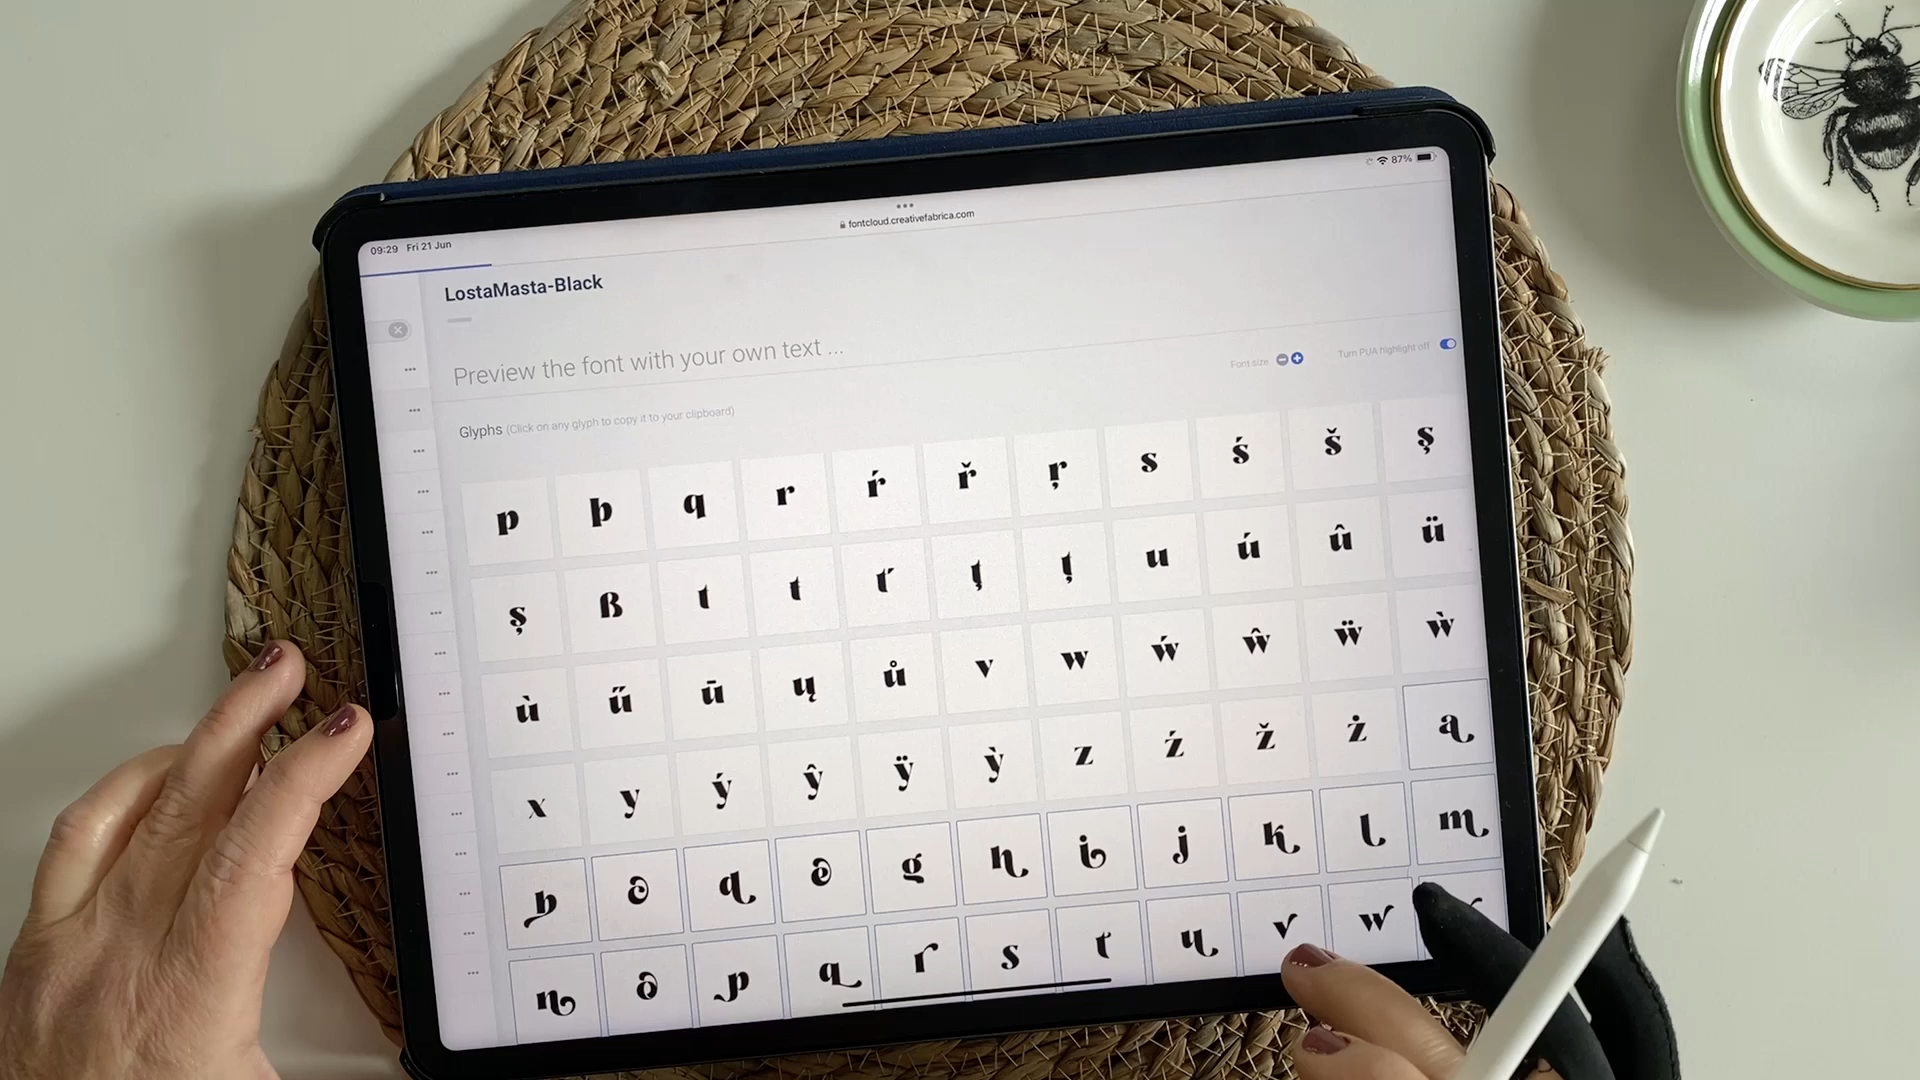 09:29 Fri 21 Jun
fontcloud.creativefabrica.com
87%
LostaMasta-Black
Preview the font with your own text ...
Font size
Turn PUA highlight off
Glyphs (Click on any glyph to copy it to your clipboard)
p þ q r ŕ ř ŗ s ś š ş
ș ß t t ť ţ ț u ú û ü
ù ű ū ų ů v w ẃ ŵ ẅ ẁ
x y ý ŷ ÿ ỳ z ź ž ż a
g h i j k l m
n p q r s t u v w